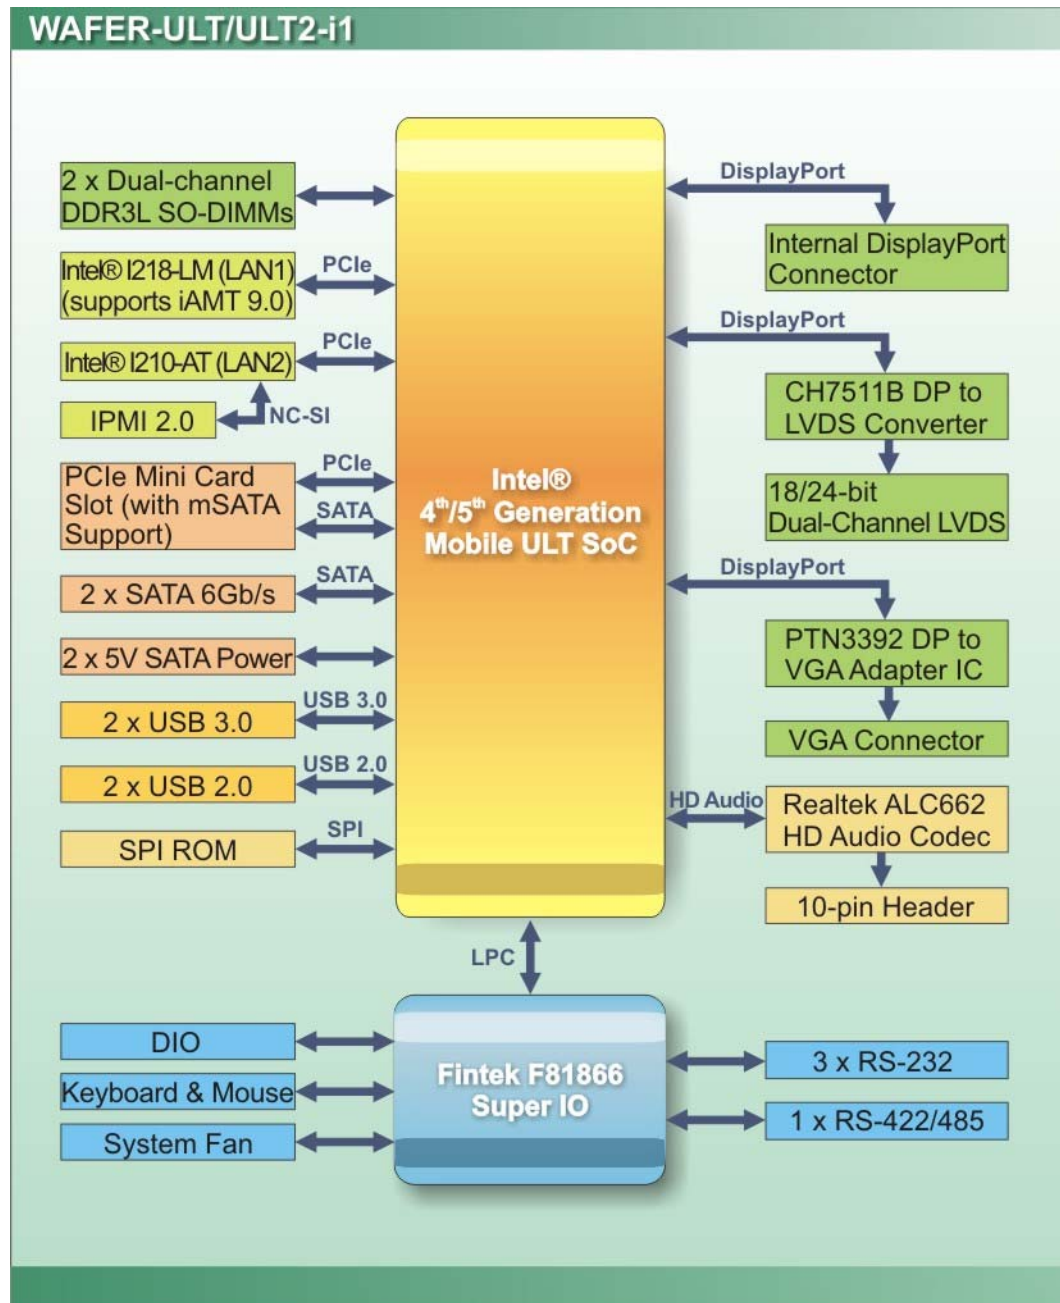 WAFER-ULT/ULT2-i1
2 x Dual-channel
DDR3L SO-DIMMs
Intel® I218-LM (LAN1)
(supports iAMT 9.0)
PCIe
Intel® I210-AT (LAN2)
PCIe
IPMI 2.0
NC-SI
PCIe Mini Card
Slot (with mSATA
Support)
PCIe
SATA
2 x SATA 6Gb/s
SATA
2 x 5V SATA Power
2 x USB 3.0
USB 3.0
2 x USB 2.0
USB 2.0
SPI ROM
SPI
Intel®
4th/5th Generation
Mobile ULT SoC
DisplayPort
Internal DisplayPort
Connector
DisplayPort
CH7511B DP to
LVDS Converter
18/24-bit
Dual-Channel LVDS
DisplayPort
PTN3392 DP to
VGA Adapter IC
VGA Connector
HD Audio
Realtek ALC662
HD Audio Codec
10-pin Header
LPC
DIO
Keyboard & Mouse
System Fan
Fintek F81866
Super IO
3 x RS-232
1 x RS-422/485